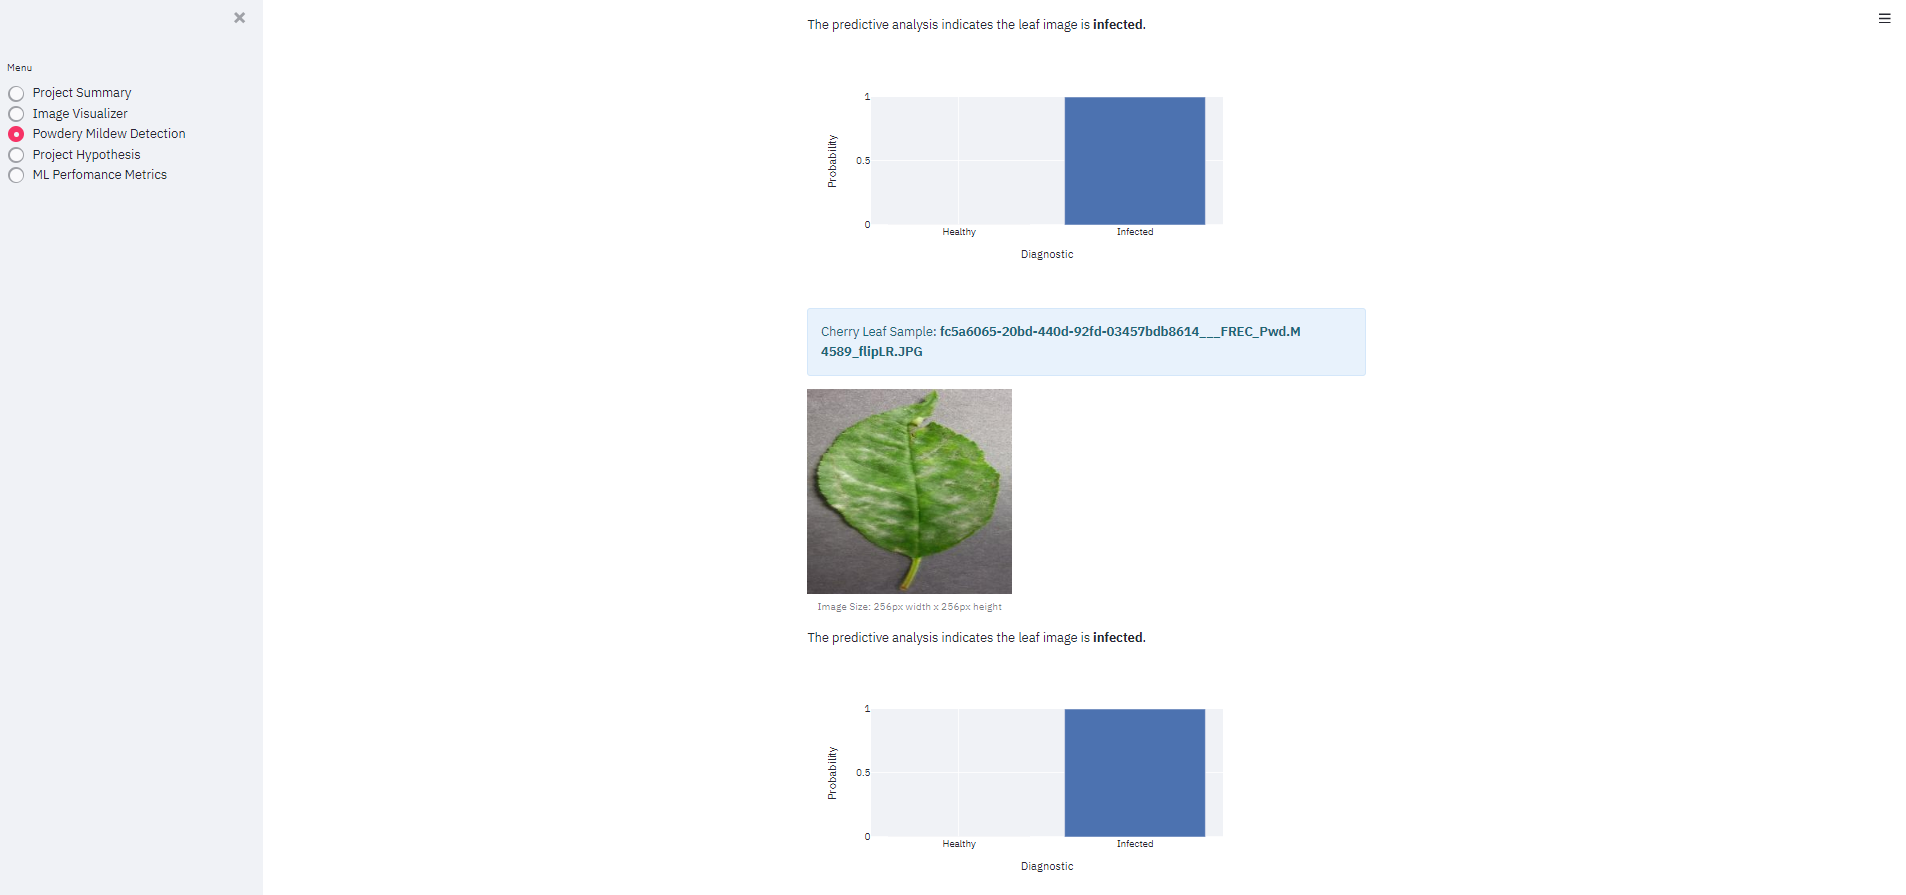 Menu
Project Summary
Image Visualizer
Powdery Mildew Detection
Project Hypothesis
ML Perfomance Metrics
The predictive analysis indicates the leaf image is infected.
1
0.5
0
Probability
Healthy Infected
Diagnostic
Cherry Leaf Sample: fc5a6065-20bd-440d-92fd-03457bdb8614___FREC_Pwd.M
4589_flipLR.JPG
Image Size: 256px width x 256px height
The predictive analysis indicates the leaf image is infected.
1
0.5
0
Probability
Healthy Infected
Diagnostic